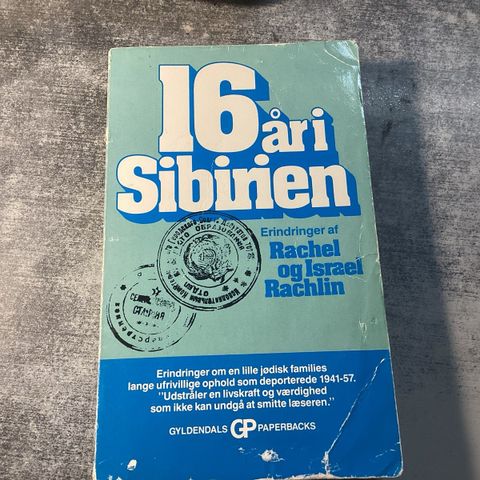 16 år i
Sibirien
Erindringer af
Rachel
og Israel
Rachlin
Erindringer om en lille jødisk families
lange ufrivillige ophold som deporterede 1941-57.
"Udstråler en livskraft og værdighed
som ikke kan undgå at smitte læseren."
GYLDENDALS GP PAPERBACKS